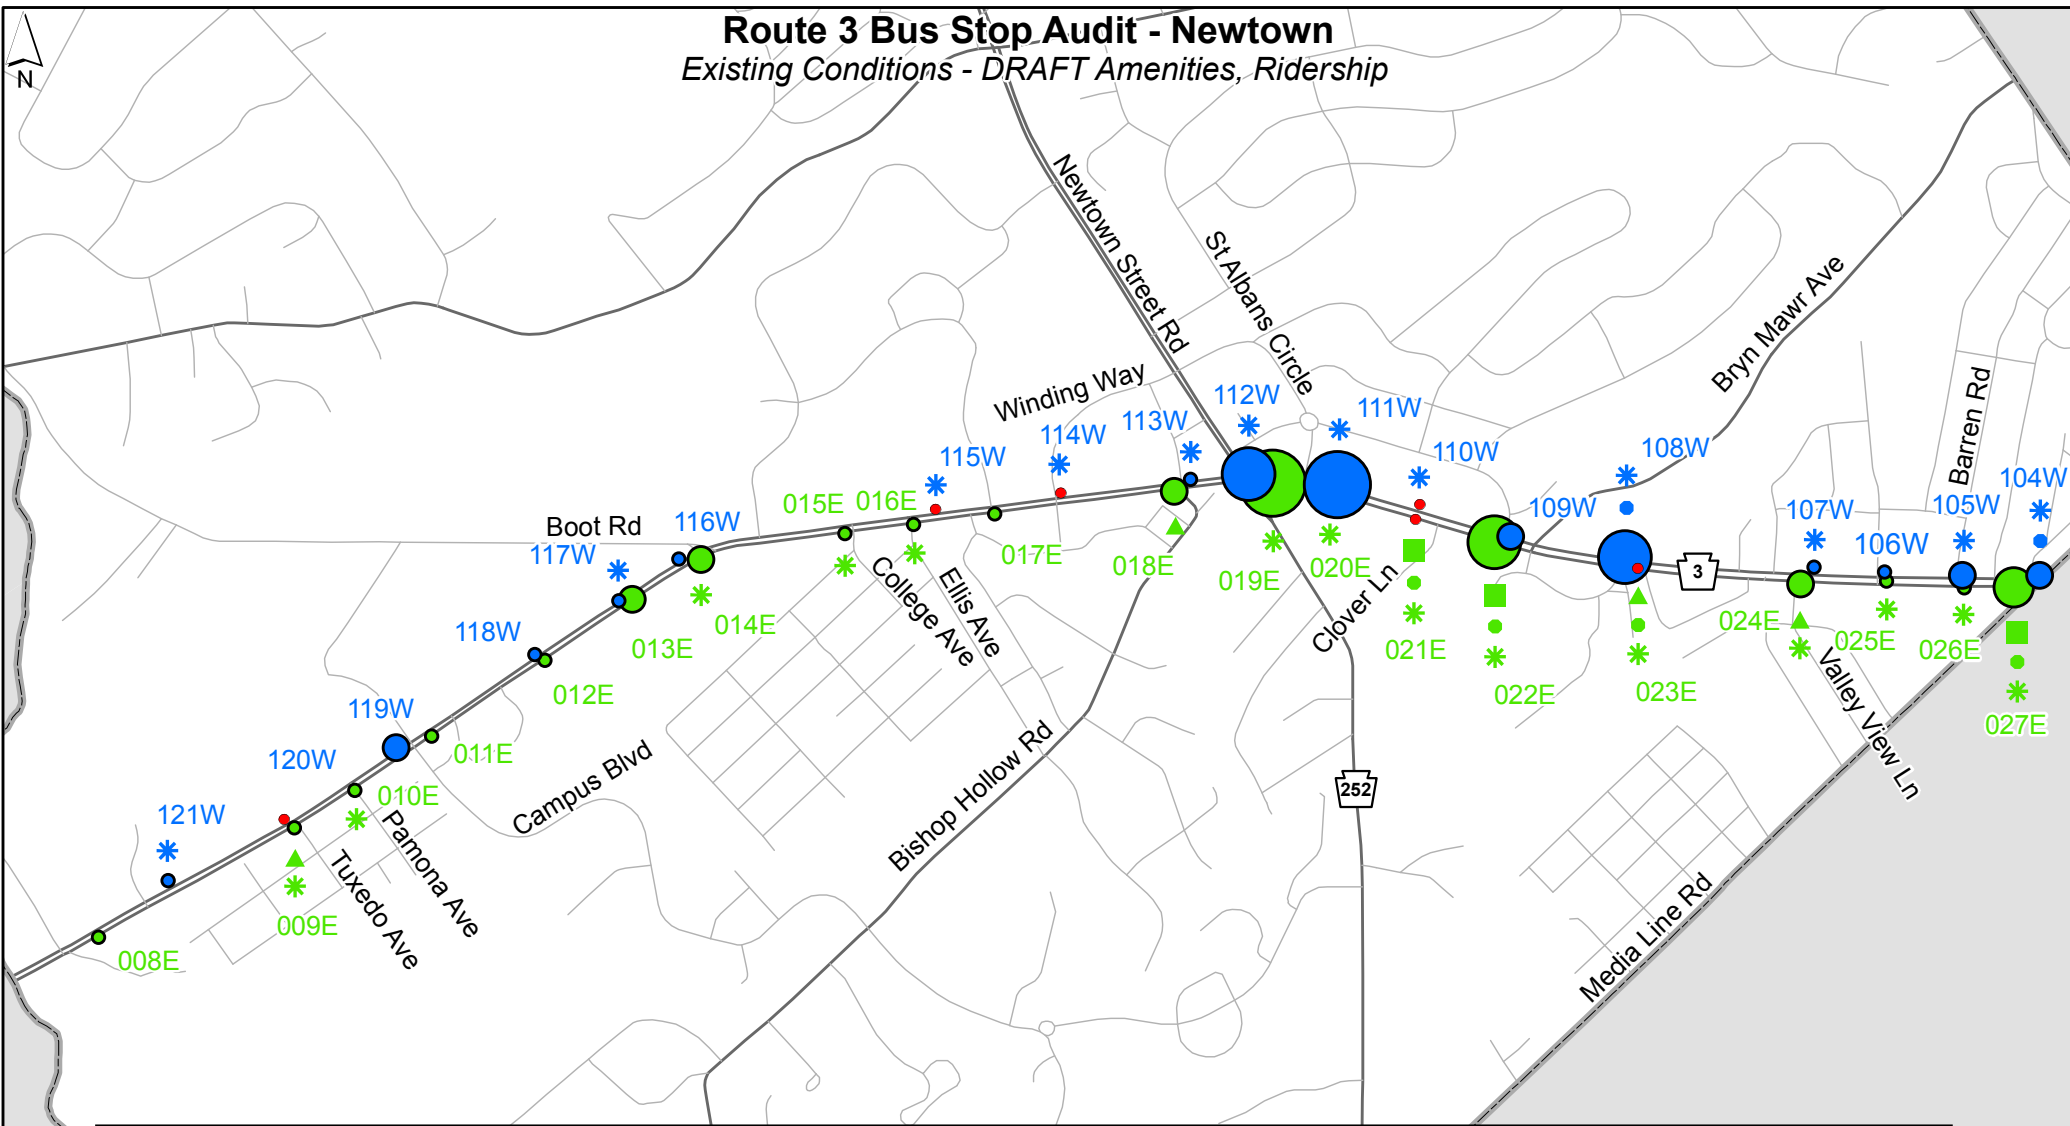 Route 3 Bus Stop Audit - Newtown
Existing Conditions - DRAFT Amenities, Ridership
N
Newtown Street Rd
St Albans Circle
Bryn Mawr Ave
Barren Rd
Winding Way
112W
111W
113W
114W
115W
110W
108W
104W
105W
107W
106W
109W
3
Boot Rd
116W
117W
015E
016E
017E
018E
019E
020E
021E
022E
023E
024E
025E
026E
027E
Clover Ln
Valley View Ln
College Ave
Ellis Ave
118W
014E
013E
012E
119W
011E
120W
010E
121W
009E
008E
Campus Blvd
Pamona Ave
Tuxedo Ave
Bishop Hollow Rd
252
Media Line Rd